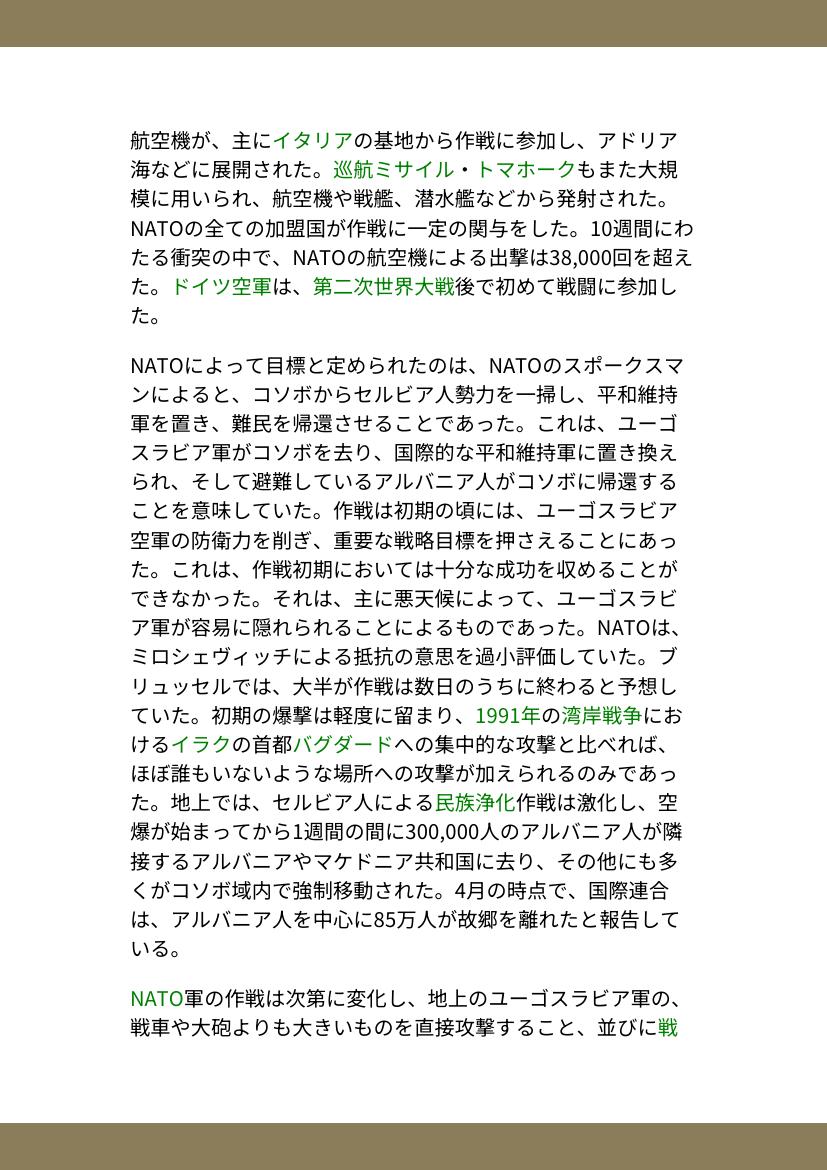 航空機が、主にイタリアの基地から作戦に参加し、アドリア
海などに展開された。巡航ミサイル・トマホークもまた大規
模に用いられ、航空機や戦艦、潜水艦などから発射された。
NATOの全ての加盟国が作戦に一定の関与をした。10週間にわ
たる衝突の中で、NATOの航空機による出撃は38,000回を超え
た。ドイツ空軍は、第二次世界大戦後で初めて戦闘に参加し
た。
NATOによって目標と定められたのは、NATOのスポークスマ
ンによると、コソボからセルビア人勢力を一掃し、平和維持
軍を置き、難民を帰還させることであった。これは、ユーゴ
スラビア軍がコソボを去り、国際的な平和維持軍に置き換え
られ、そして避難しているアルバニア人がコソボに帰還する
ことを意味していた。作戦は初期の頃には、ユーゴスラビア
空軍の防衛力を削ぎ、重要な戦略目標を押さえることにあっ
た。これは、作戦初期においては十分な成功を収めることが
できなかった。それは、主に悪天候によって、ユーゴスラビ
ア軍が容易に隠れられることによるものであった。NATOは、
ミロシェヴィッチによる抵抗の意思を過小評価していた。ブ
リュッセルでは、大半が作戦は数日のうちに終わると予想し
ていた。初期の爆撃は軽度に留まり、1991年の湾岸戦争にお
けるイラクの首都バグダードへの集中的な攻撃と比べれば、
ほぼ誰もいないような場所への攻撃が加えられるのみであっ
た。地上では、セルビア人による民族浄化作戦は激化し、空
爆が始まってから1週間の間に300,000人のアルバニア人が隣
接するアルバニアやマケドニア共和国に去り、その他にも多
くがコソボ域内で強制移動された。4月の時点で、国際連合
は、アルバニア人を中心に85万人が故郷を離れたと報告して
いる。
NATO軍の作戦は次第に変化し、地上のユーゴスラビア軍の、
戦車や大砲よりも大きいものを直接攻撃すること、並びに戦